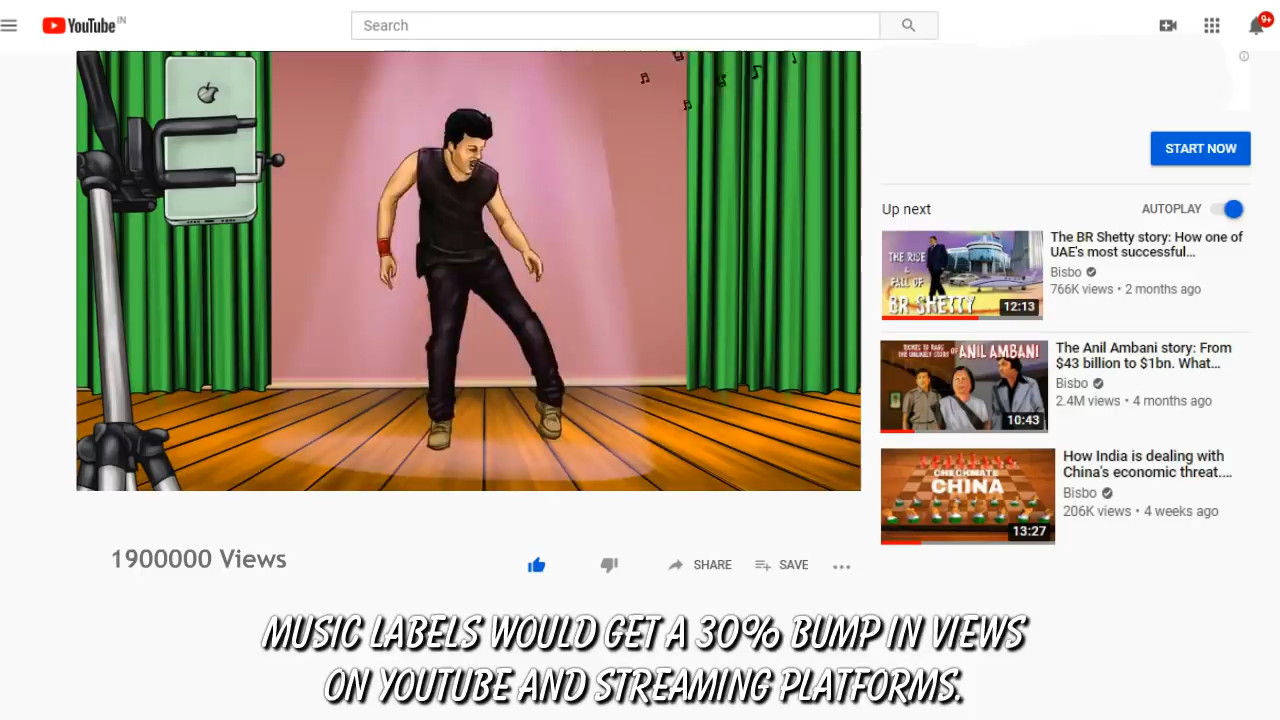 YouTube IN
Search
9+
START NOW
Up next
AUTOPLAY
THE RISE
&
FALL OF
BR SHETTY
12:13
The BR Shetty story: How one of
UAE's most successful...
Bisbo
766K views • 2 months ago
RICHES TO RAGS
THE UNLIKELY STORY OF ANIL AMBANI
10:43
The Anil Ambani story: From
$43 billion to $1bn. What...
Bisbo
2.4M views • 4 months ago
CHECKMATE
CHINA
13:27
How India is dealing with
China's economic threat....
Bisbo
206K views • 4 weeks ago
1900000 Views
SHARE
SAVE
MUSIC LABELS WOULD GET A 30% BUMP IN VIEWS
ON YOUTUBE AND STREAMING PLATFORMS.